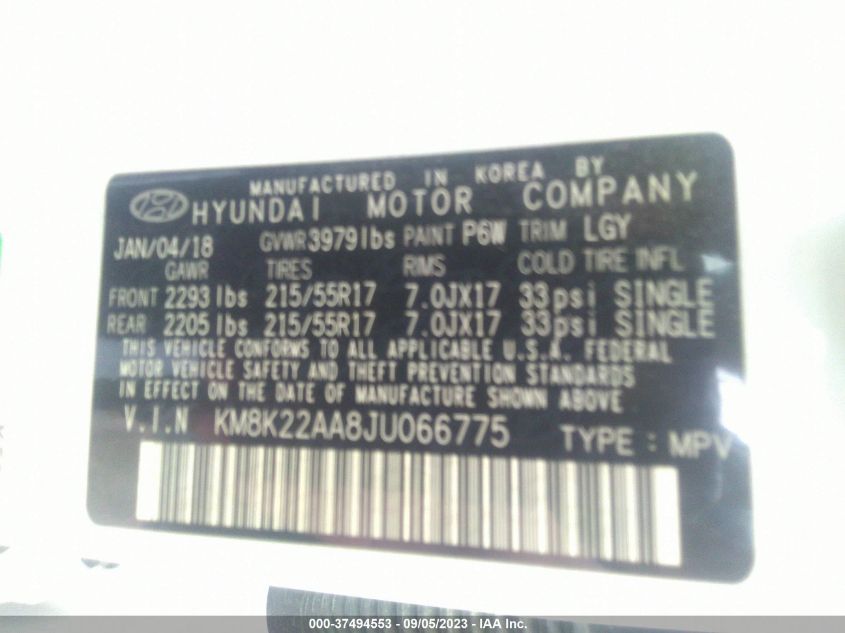 MANUFACTURED IN KOREA BY
HYUNDAI MOTOR COMPANY
JAN/04/18 GVWR 3979lbs PAINT P6W TRIM LGY
GAWR TIRES RIMS COLD TIRE INFL
FRONT 2293 lbs 215/55R17 7.0JX17 33psi SINGLE
REAR 2205 lbs 215/55R17 7.0JX17 33psi SINGLE
THIS VEHICLE CONFORMS TO ALL APPLICABLE U.S.A. FEDERAL
MOTOR VEHICLE SAFETY AND THEFT PREVENTION STANDARDS
IN EFFECT ON THE DATE OF MANUFACTURE SHOWN ABOVE
V.I.N KM8K22AA8JU066775 TYPE : MPV
000-37494553 - 09/05/2023 - IAA Inc.